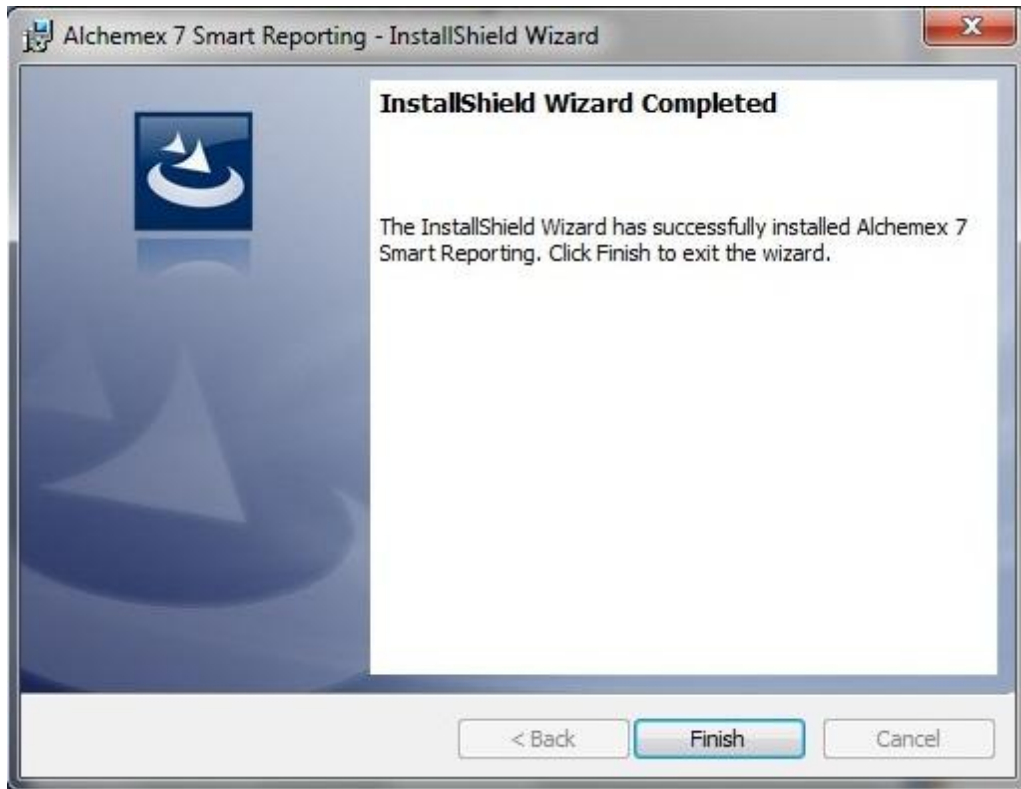 Alchemex 7 Smart Reporting - InstallShield Wizard
InstallShield Wizard Completed
The InstallShield Wizard has successfully installed Alchemex 7
Smart Reporting. Click Finish to exit the wizard.
< Back
Finish
Cancel